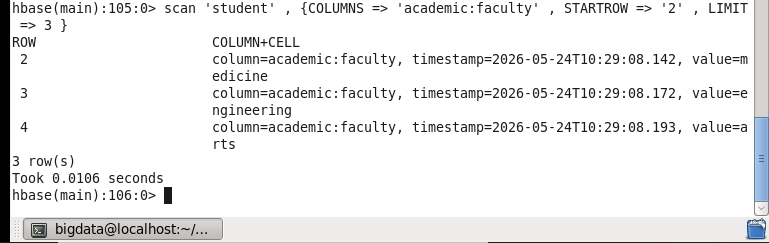 hbase(main):105:0> scan 'student' , {COLUMNS => 'academic:faculty' , STARTROW => '2' , LIMIT
 => 3 }
ROW                     COLUMN+CELL
 2                      column=academic:faculty, timestamp=2026-05-24T10:29:08.142, value=m
                        edicine
 3                      column=academic:faculty, timestamp=2026-05-24T10:29:08.172, value=e
                        ngineering
 4                      column=academic:faculty, timestamp=2026-05-24T10:29:08.193, value=a
                        rts
3 row(s)
Took 0.0106 seconds
hbase(main):106:0>
bigdata@localhost:~/...